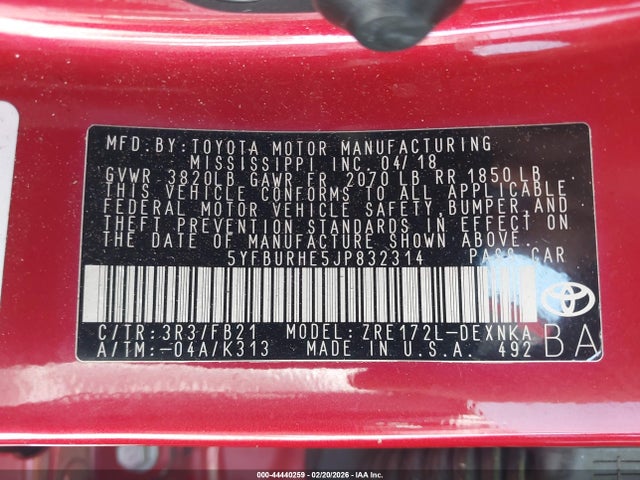 MFD. BY: TOYOTA MOTOR MANUFACTURING
MISSISSIPPI INC. 04/18
GVWR 3820LB GAWR FR 2070 LB RR 1850 LB
THIS VEHICLE CONFORMS TO ALL APPLICABLE
FEDERAL MOTOR VEHICLE SAFETY, BUMPER, AND
THEFT PREVENTION STANDARDS IN EFFECT ON
THE DATE OF MANUFACTURE SHOWN ABOVE.
5YFBURHE5JP832314 PASS CAR
C/TR: 3R3/FB21 MODEL: ZRE172L-DEXNKA
A/TM: -04A/K313 MADE IN U.S.A. 492
BA
000-44440259 - 02/20/2026 - IAA Inc.